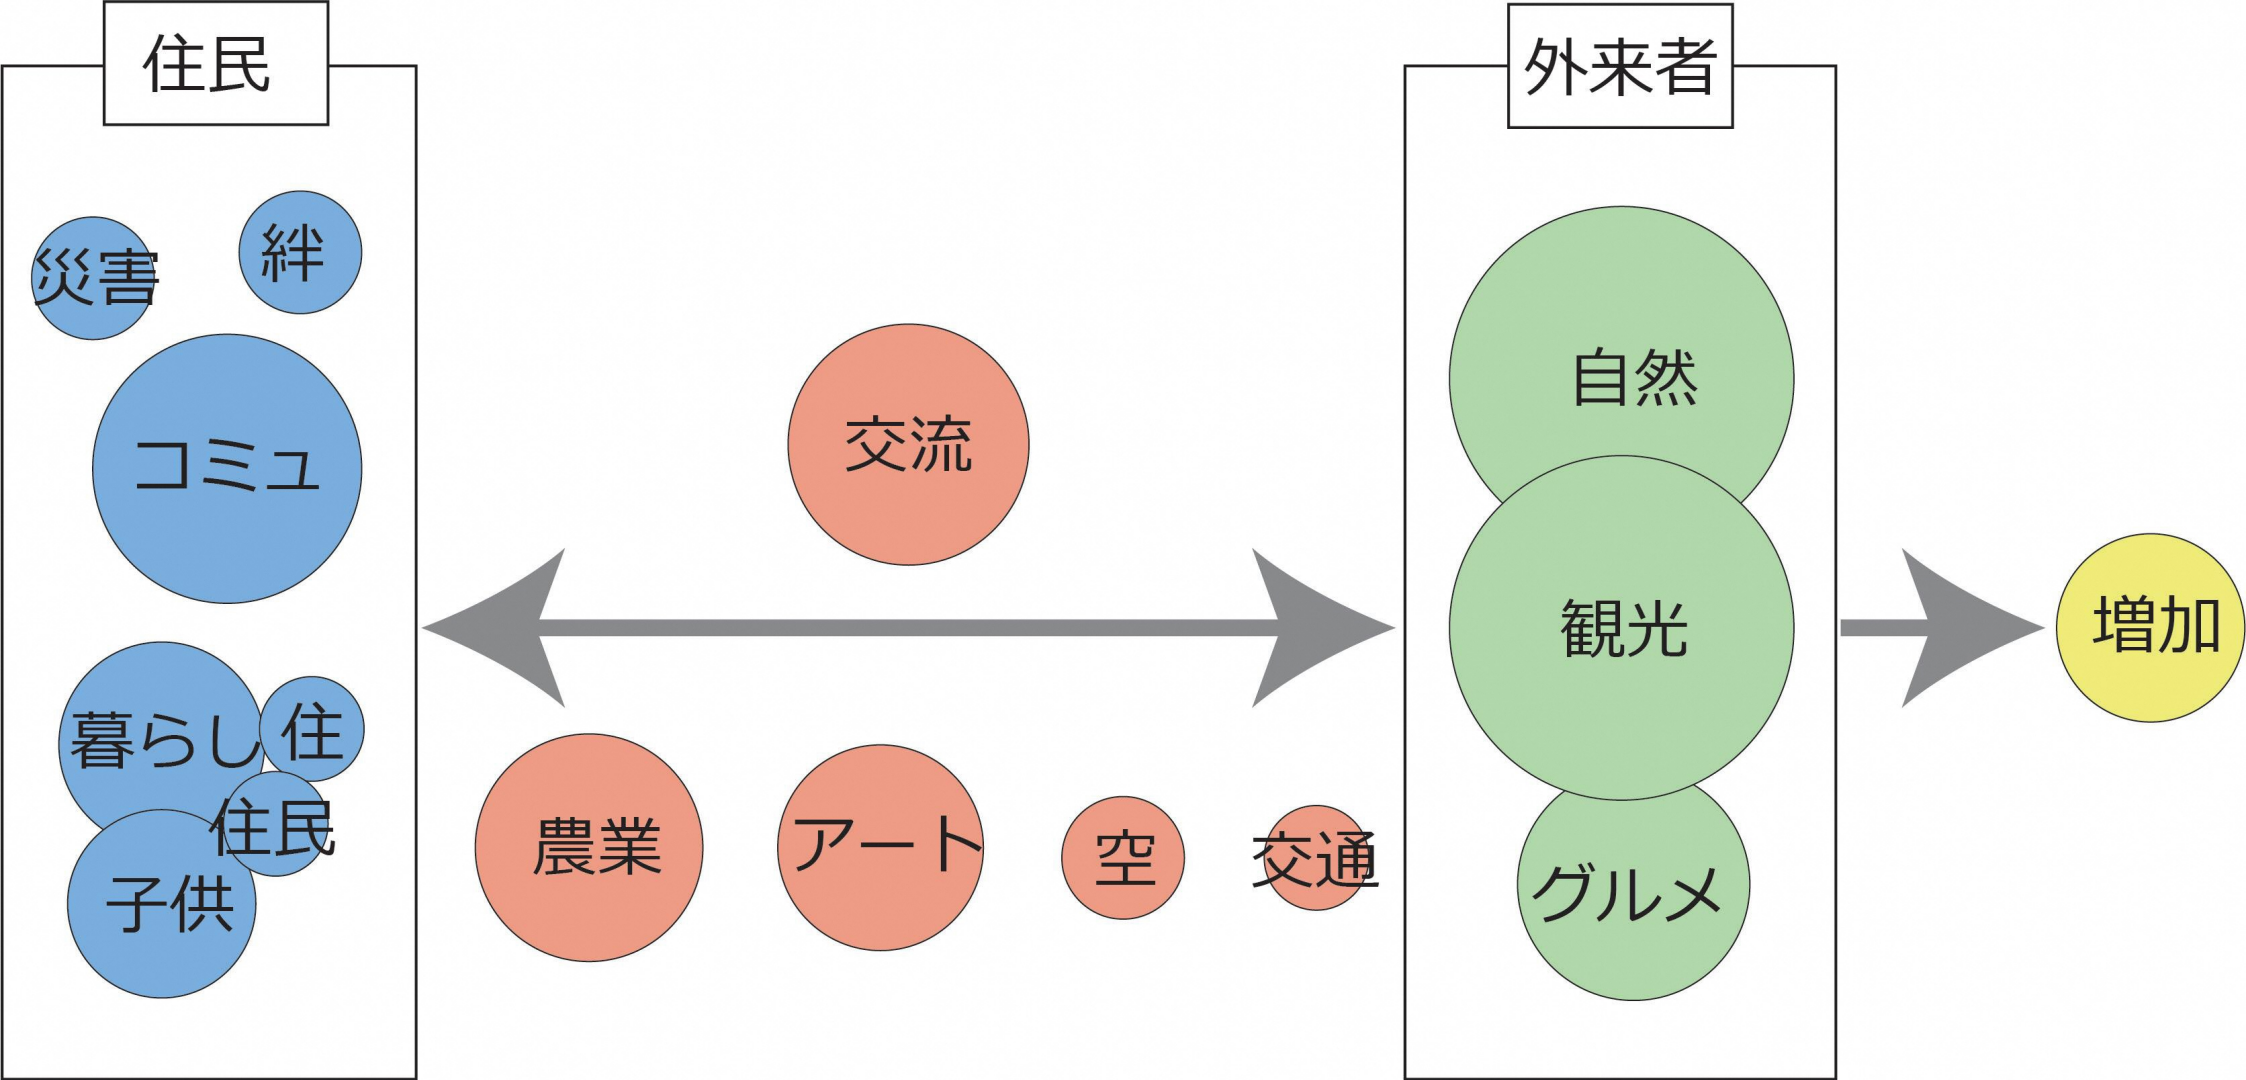 住民
外来者
災害
絆
コミュ
暮らし
住
住民
子供
交流
農業
アート
空
交通
自然
観光
グルメ
増加